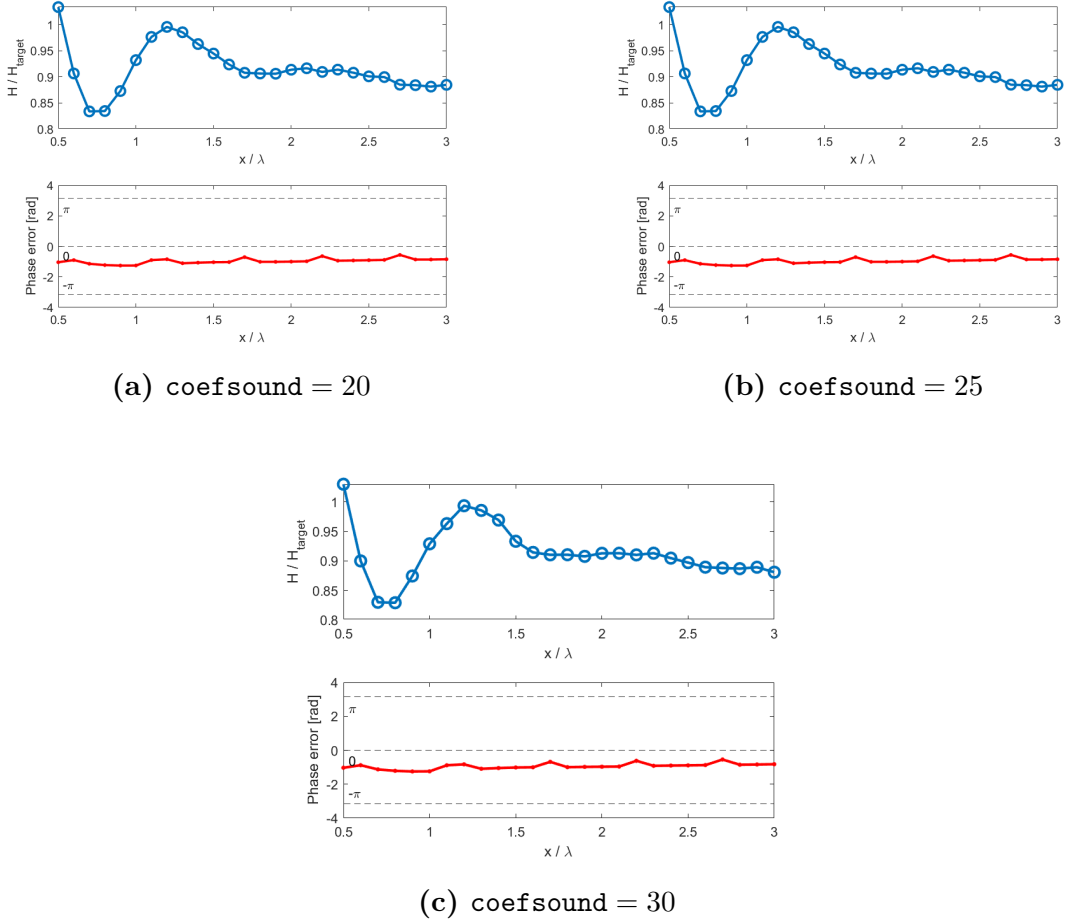 1
0.95
0.9
0.85
0.8
H / H_target
0.5 1 1.5 2 2.5 3
x / λ
4
2
0
-2
-4
Phase error [rad]
π
0
-π
0.5 1 1.5 2 2.5 3
x / λ
(a) coefsound = 20
1
0.95
0.9
0.85
0.8
H / H_target
0.5 1 1.5 2 2.5 3
x / λ
4
2
0
-2
-4
Phase error [rad]
π
0
-π
0.5 1 1.5 2 2.5 3
x / λ
(b) coefsound = 25
1
0.95
0.9
0.85
0.8
H / H_target
0.5 1 1.5 2 2.5 3
x / λ
4
2
0
-2
-4
Phase error [rad]
π
0
-π
0.5 1 1.5 2 2.5 3
x / λ
(c) coefsound = 30